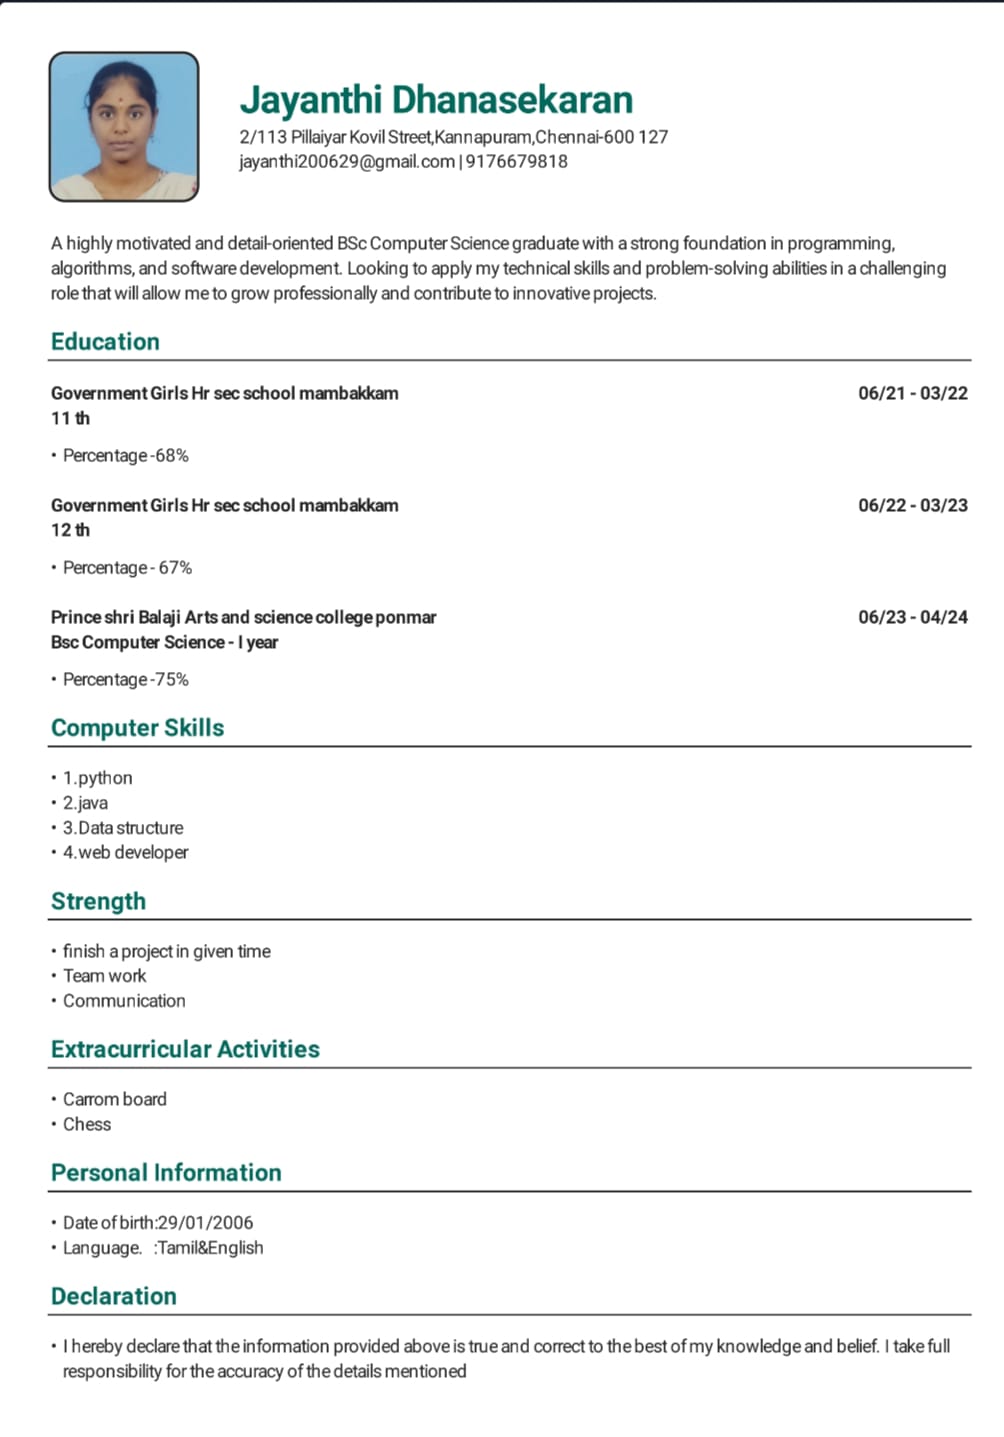 Jayanthi Dhanasekaran
2/113 Pillaiyar Kovil Street,Kannapuram,Chennai-600 127
jayanthi200629@gmail.com | 9176679818
A highly motivated and detail-oriented BSc Computer Science graduate with a strong foundation in programming,
algorithms, and software development. Looking to apply my technical skills and problem-solving abilities in a challenging
role that will allow me to grow professionally and contribute to innovative projects.
Education
Government Girls Hr sec school mambakkam 06/21 - 03/22
11 th
• Percentage -68%
Government Girls Hr sec school mambakkam 06/22 - 03/23
12 th
• Percentage - 67%
Prince shri Balaji Arts and science college ponmar 06/23 - 04/24
Bsc Computer Science - I year
• Percentage -75%
Computer Skills
• 1.python
• 2.java
• 3.Data structure
• 4.web developer
Strength
• finish a project in given time
• Team work
• Communication
Extracurricular Activities
• Carrom board
• Chess
Personal Information
• Date of birth:29/01/2006
• Language. :Tamil&English
Declaration
• I hereby declare that the information provided above is true and correct to the best of my knowledge and belief. I take full
responsibility for the accuracy of the details mentioned